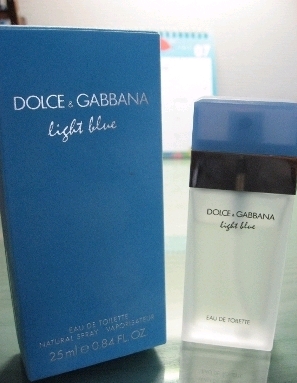 DOLCE & GABBANA
light blue
EAU DE TOILETTE
NATURAL SPRAY VAPORISATEUR
25 ml e 0.84 FL.OZ
DOLCE & GABBANA
light blue
EAU DE TOILETTE